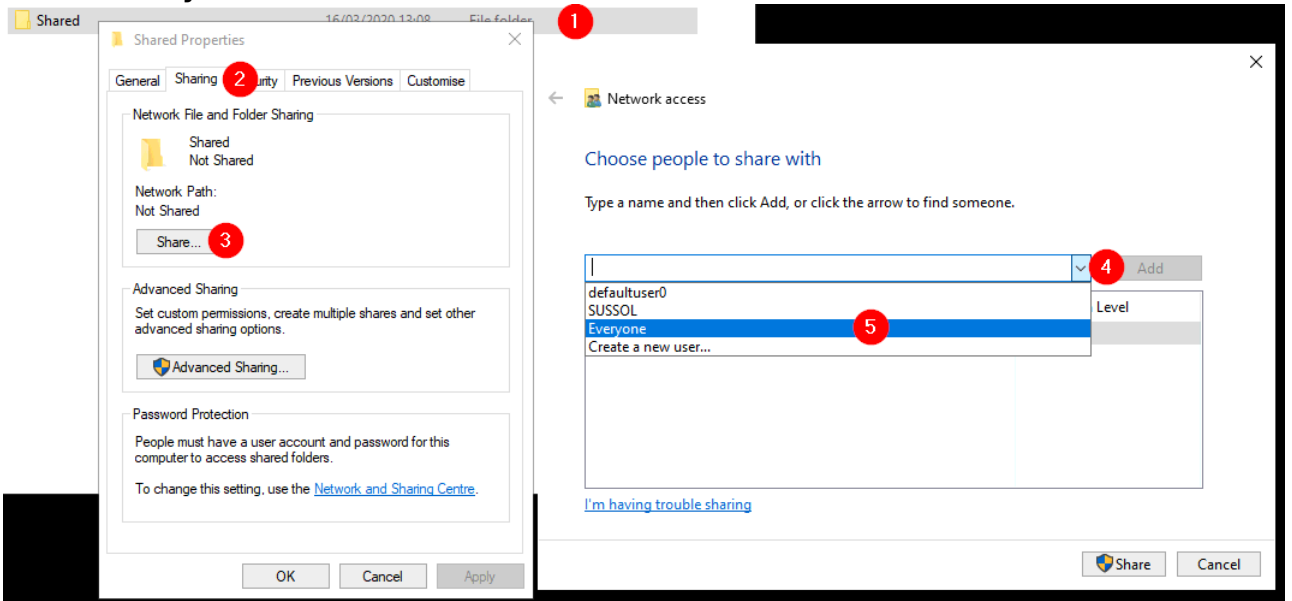 Shared 16/03/2020 13:08 File folder 1
Shared Properties
General Sharing 2 Previous Versions Customise
Network File and Folder Sharing
Shared
Not Shared
Network Path:
Not Shared
Share... 3
Advanced Sharing
Set custom permissions, create multiple shares and set other
advanced sharing options.
Advanced Sharing...
Password Protection
People must have a user account and password for this
computer to access shared folders.
To change this setting, use the Network and Sharing Centre.
OK Cancel Apply
Network access
Choose people to share with
Type a name and then click Add, or click the arrow to find someone.
4 Add
defaultuser0
SUSSOL
Everyone 5
Create a new user...
Level
I'm having trouble sharing
Share Cancel